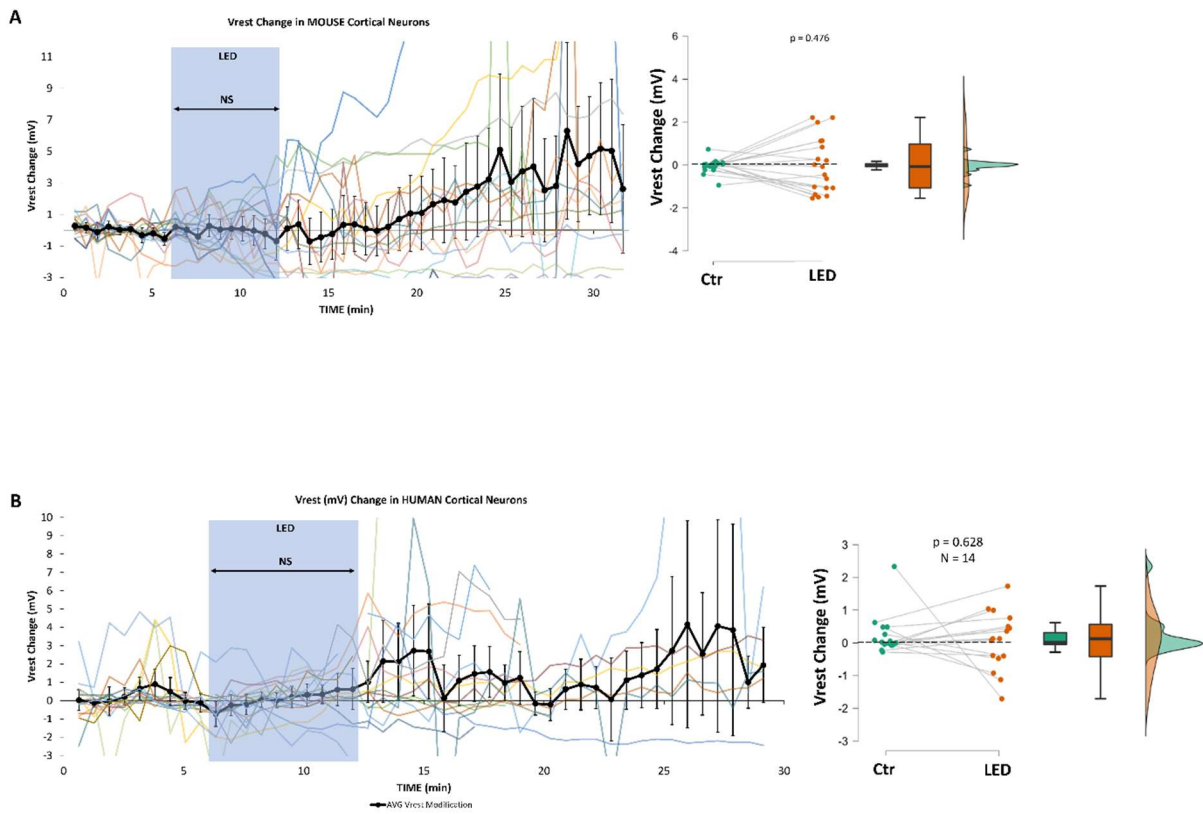 A
Vrest Change in MOUSE Cortical Neurons
LED
NS
Vrest Change (mV)
11
9
7
5
3
1
-1
-3
0 5 10 15 20 25 30
TIME (min)
p = 0.476
Vrest Change (mV)
6
4
2
0
-2
-4
Ctr LED
B
Vrest (mV) Change in HUMAN Cortical Neurons
LED
NS
Vrest Change (mV)
10
9
8
7
6
5
4
3
2
1
0
-1
-2
-3
0 5 10 15 20 25 30
TIME (min)
AVG Vrest Modification
p = 0.628
N = 14
Vrest Change (mV)
3
2
1
0
-1
-2
-3
Ctr LED